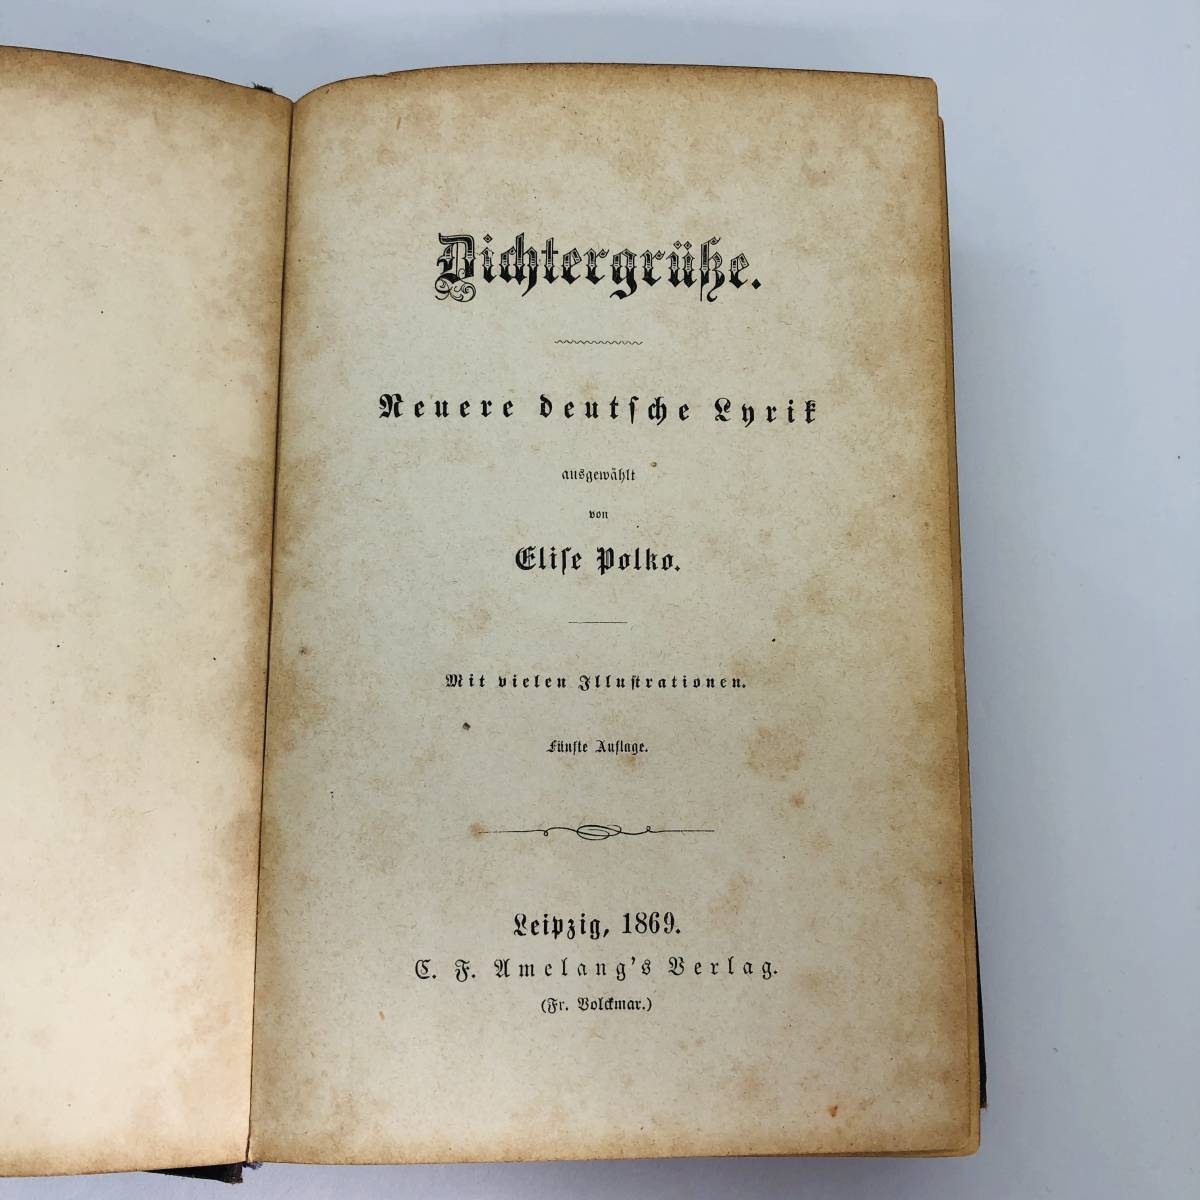 Dichtergrüße.
Neuere deutsche Lyrik
ausgewählt
von
Elise Polko.
Mit vielen Illustrationen.
Fünfte Auflage.
Leipzig, 1869.
C. F. Amelang's Verlag.
(Fr. Volckmar.)